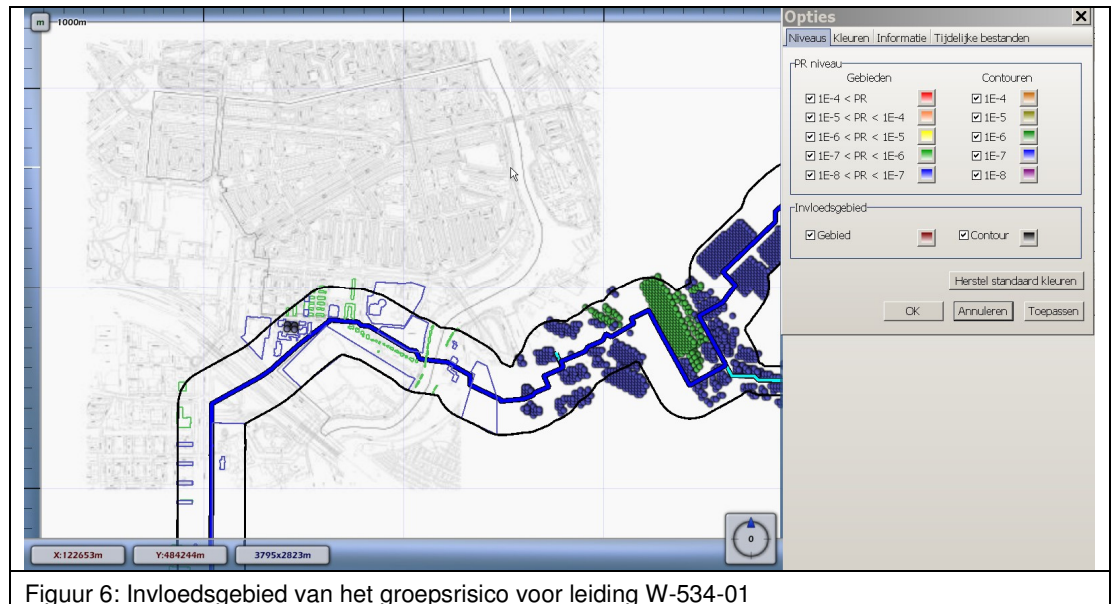 m
1000m
Opties
Niveaus Kleuren Informatie Tijdelijke bestanden
PR niveau
Gebieden Contouren
1E-4 < PR 1E-4
1E-5 < PR < 1E-4 1E-5
1E-6 < PR < 1E-5 1E-6
1E-7 < PR < 1E-6 1E-7
1E-8 < PR < 1E-7 1E-8
Invloedsgebied
Gebied Contour
Herstel standaard kleuren
OK Annuleren Toepassen
0
X:122653m Y:484244m 3795x2823m
Figuur 6: Invloedsgebied van het groepsrisico voor leiding W-534-01